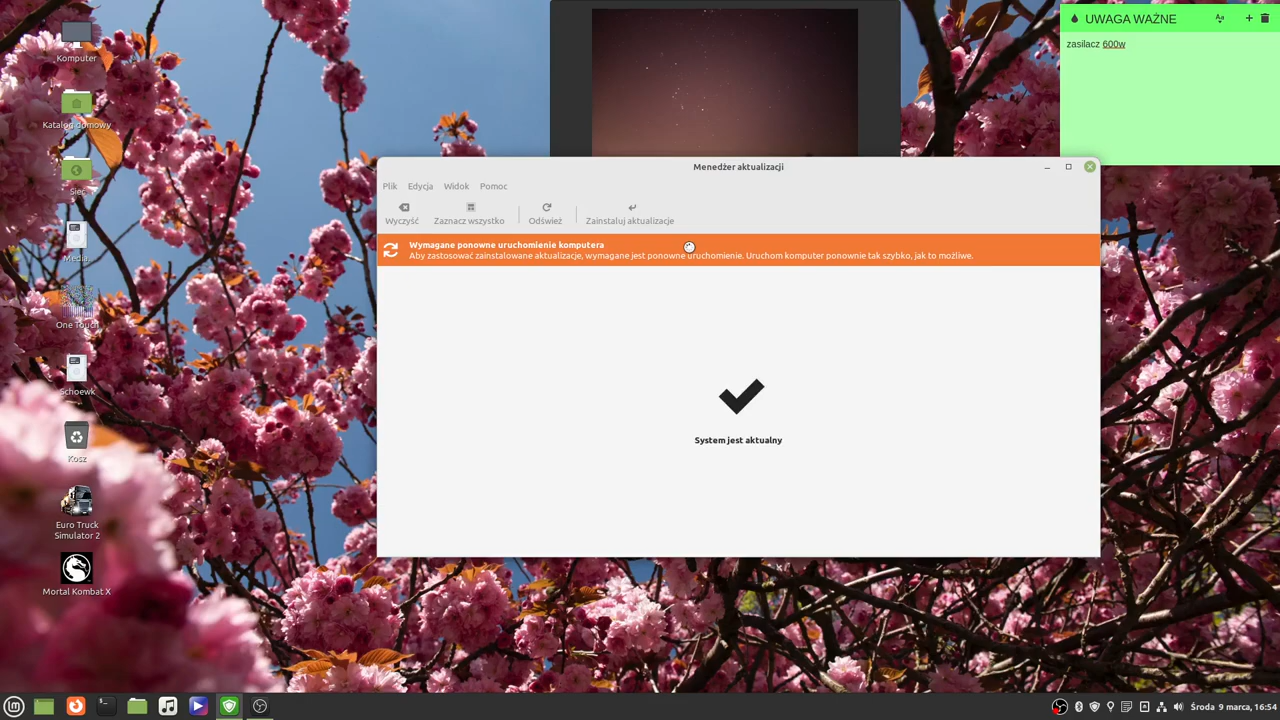 Komputer
Katalog domowy
Sieć
Media
One Touch
Schoewk
Kosz
Euro Truck
Simulator 2
Mortal Kombat X
UWAGA WAŻNE
zasilacz 600w
Menedżer aktualizacji
Plik Edycja Widok Pomoc
Wyczyść Zaznacz wszystko Odśwież Zainstaluj aktualizacje
Wymagane ponowne uruchomienie komputera
Aby zastosować zainstalowane aktualizacje, wymagane jest ponowne uruchomienie. Uruchom komputer ponownie tak szybko, jak to możliwe.
System jest aktualny
Środa 9 marca, 16:54